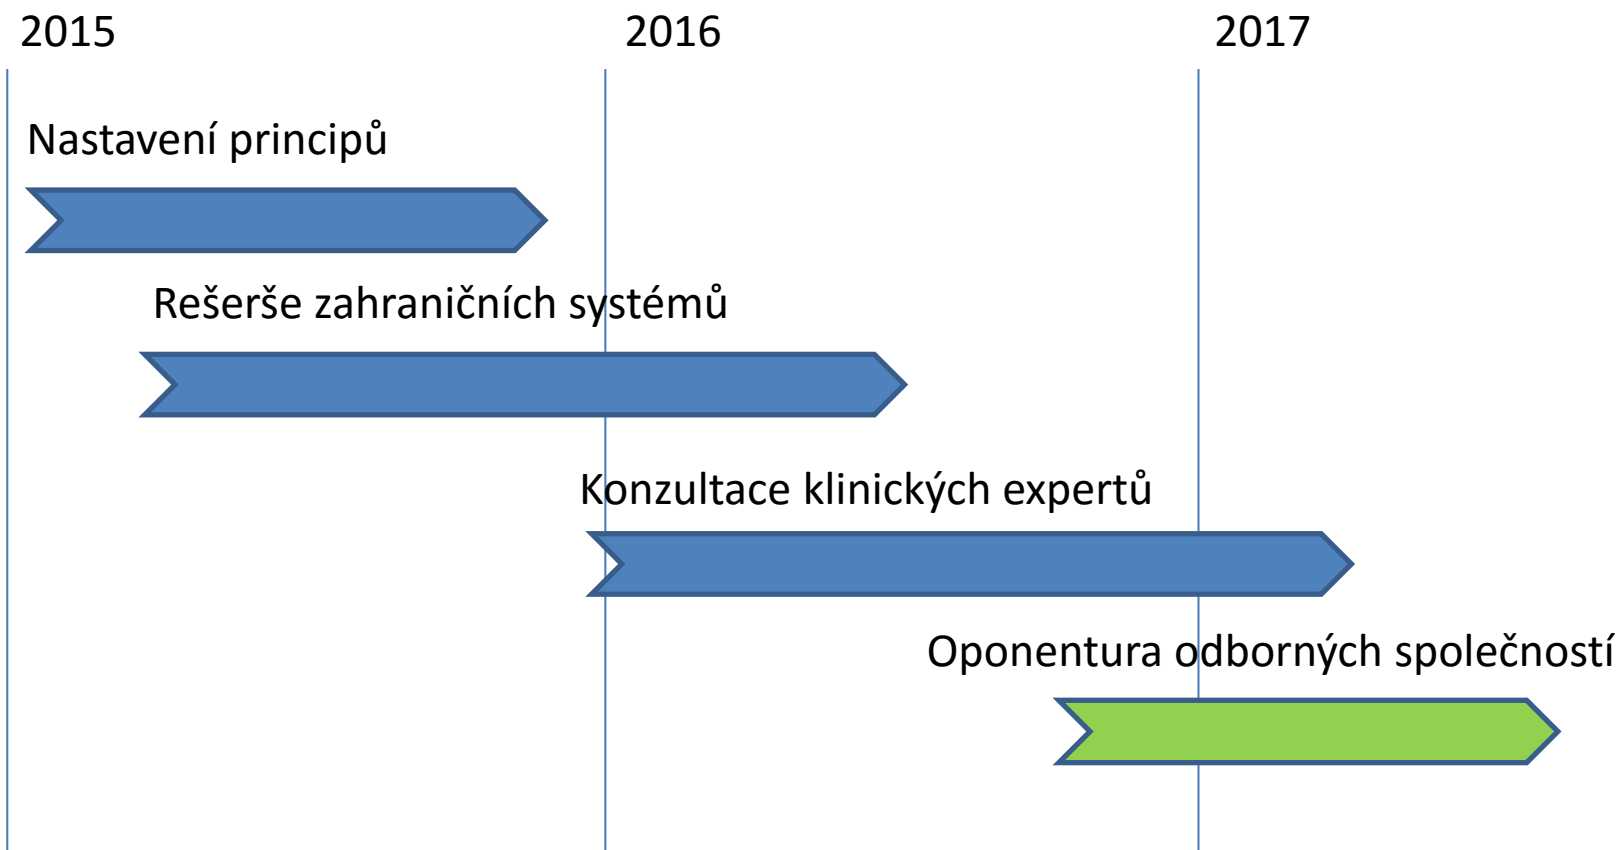 2015
2016
2017
Nastavení principů
Rešerše zahraničních systémů
Konzultace klinických expertů
Oponentura odborných společností